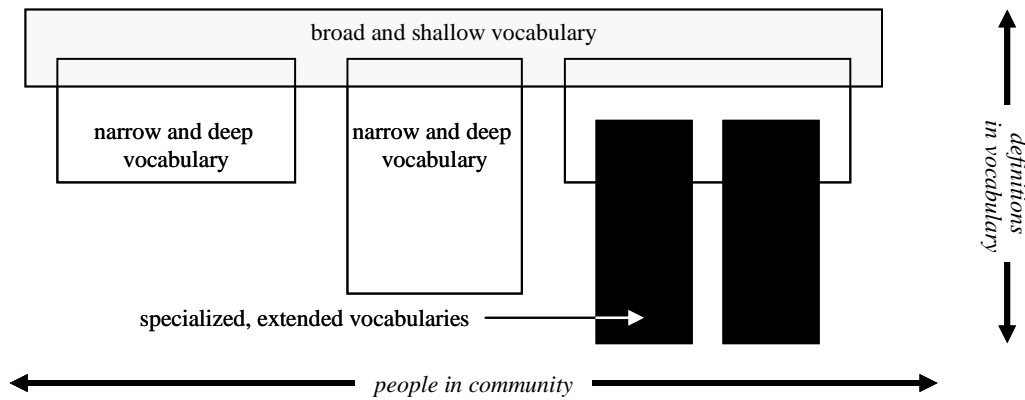 broad and shallow vocabulary
narrow and deep
vocabulary
narrow and deep
vocabulary
specialized, extended vocabularies
people in community
definitions
in vocabulary